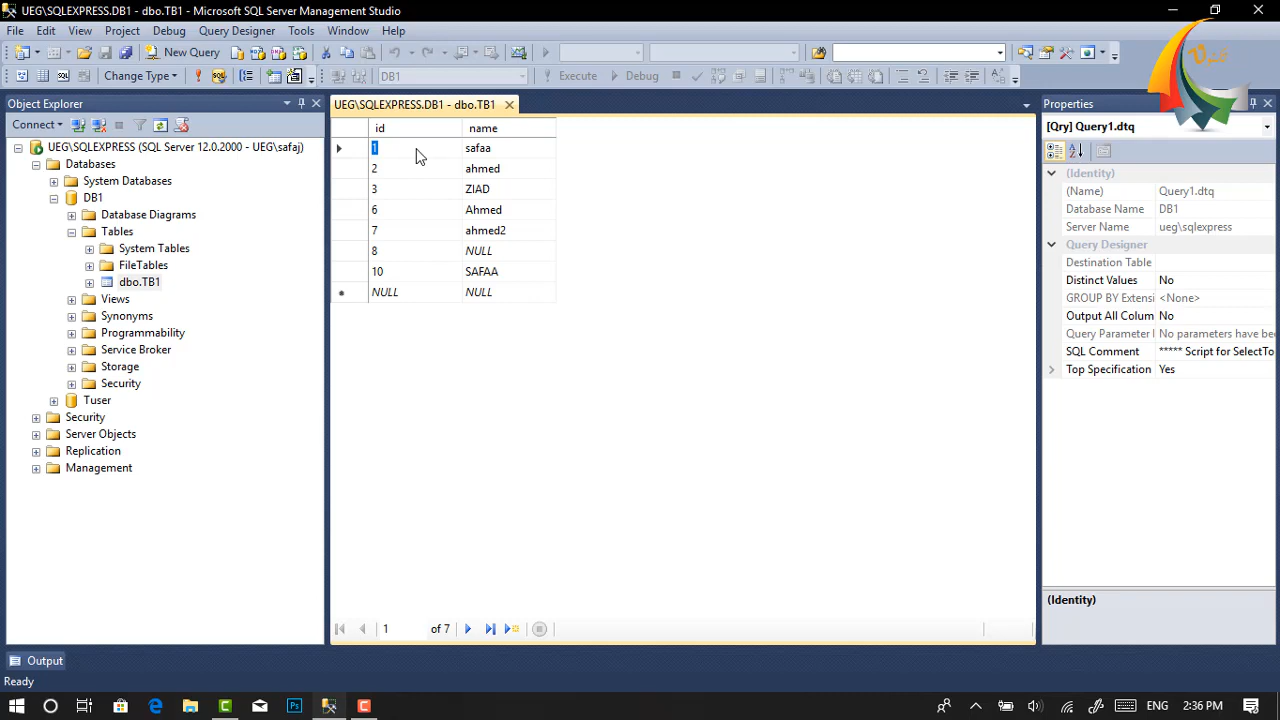 UEG\SQLEXPRESS.DB1 - dbo.TB1 - Microsoft SQL Server Management Studio
File Edit View Project Debug Query Designer Tools Window Help
New Query
Change Type DB1 Execute Debug
Object Explorer
Connect
UEG\SQLEXPRESS (SQL Server 12.0.2000 - UEG\safaj)
Databases
System Databases
DB1
Database Diagrams
Tables
System Tables
FileTables
dbo.TB1
Views
Synonyms
Programmability
Service Broker
Storage
Security
Tuser
Security
Server Objects
Replication
Management
UEG\SQLEXPRESS.DB1 - dbo.TB1
id name
1 safaa
2 ahmed
3 ZIAD
6 Ahmed
7 ahmed2
8 NULL
10 SAFAA
NULL NULL
1 of 7
Properties
[Qry] Query1.dtq
(Identity)
(Name) Query1.dtq
Database Name DB1
Server Name ueg\sqlexpress
Query Designer
Destination Table
Distinct Values No
GROUP BY Extensi <None>
Output All Colum No
Query Parameter No parameters have bee
SQL Comment ***** Script for SelectTo
Top Specification Yes
(Identity)
Output
Ready
ENG 2:36 PM